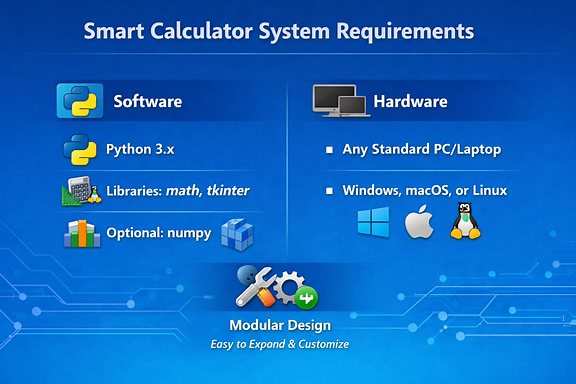 Smart Calculator System Requirements
Software
Python 3.x
Libraries: math, tkinter
Optional: numpy
Hardware
▪ Any Standard PC/Laptop
▪ Windows, macOS, or Linux
Modular Design
Easy to Expand & Customize